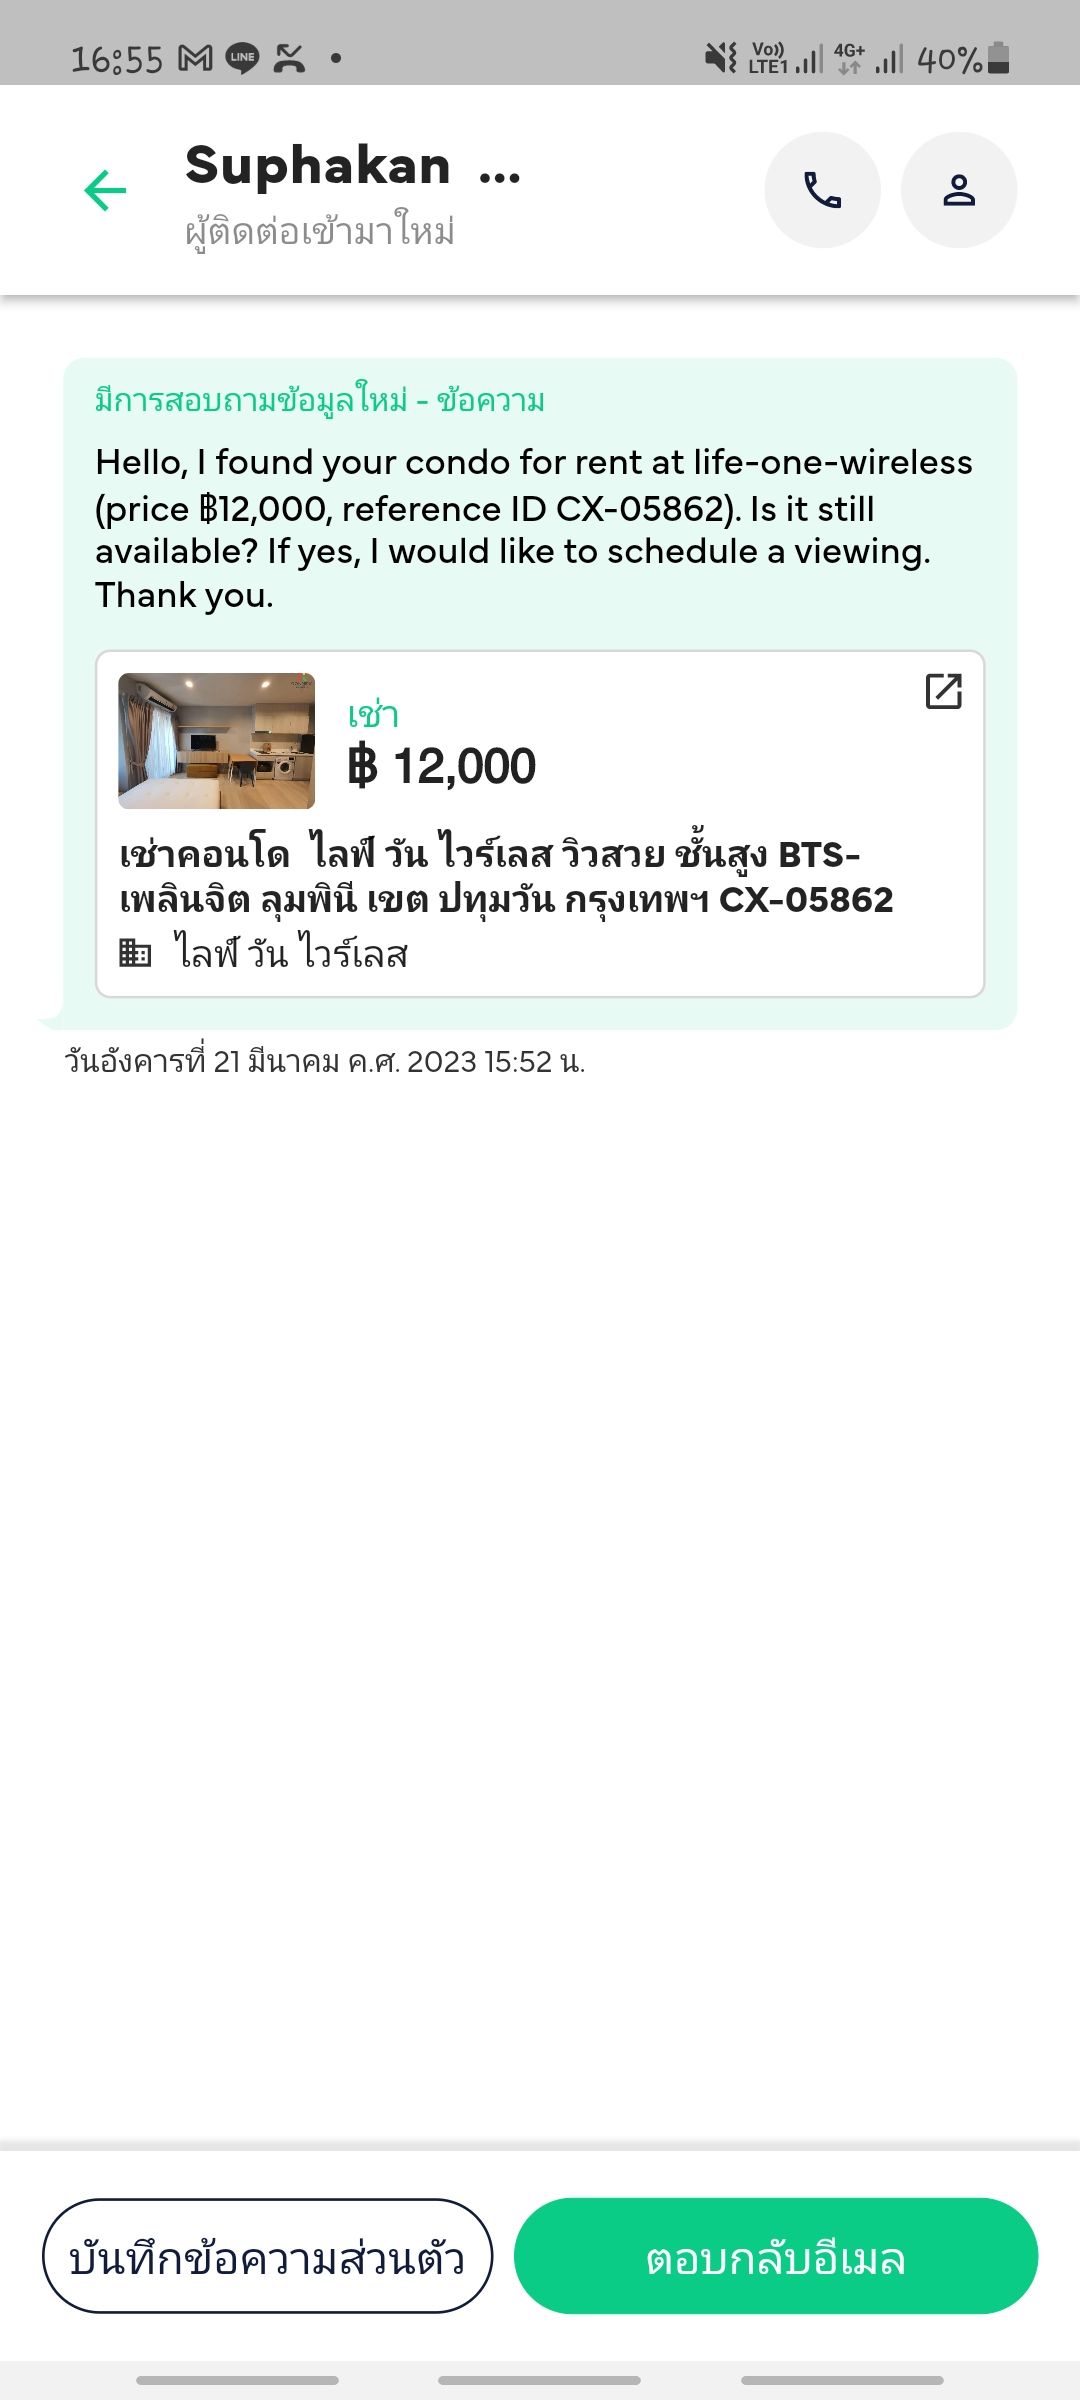 16:55
LINE
Vo))
LTE1
4G+
40%
Suphakan ...
ผู้ติดต่อเข้ามาใหม่
มีการสอบถามข้อมูลใหม่ - ข้อความ
Hello, I found your condo for rent at life-one-wireless
(price ฿12,000, reference ID CX-05862). Is it still
available? If yes, I would like to schedule a viewing.
Thank you.
เช่า
฿ 12,000
เช่าคอนโด ไลฟ์ วัน ไวร์เลส วิวสวย ชั้นสูง BTS-
เพลินจิต ลุมพินี เขต ปทุมวัน กรุงเทพฯ CX-05862
ไลฟ์ วัน ไวร์เลส
วันอังคารที่ 21 มีนาคม ค.ศ. 2023 15:52 น.
บันทึกข้อความส่วนตัว
ตอบกลับอีเมล